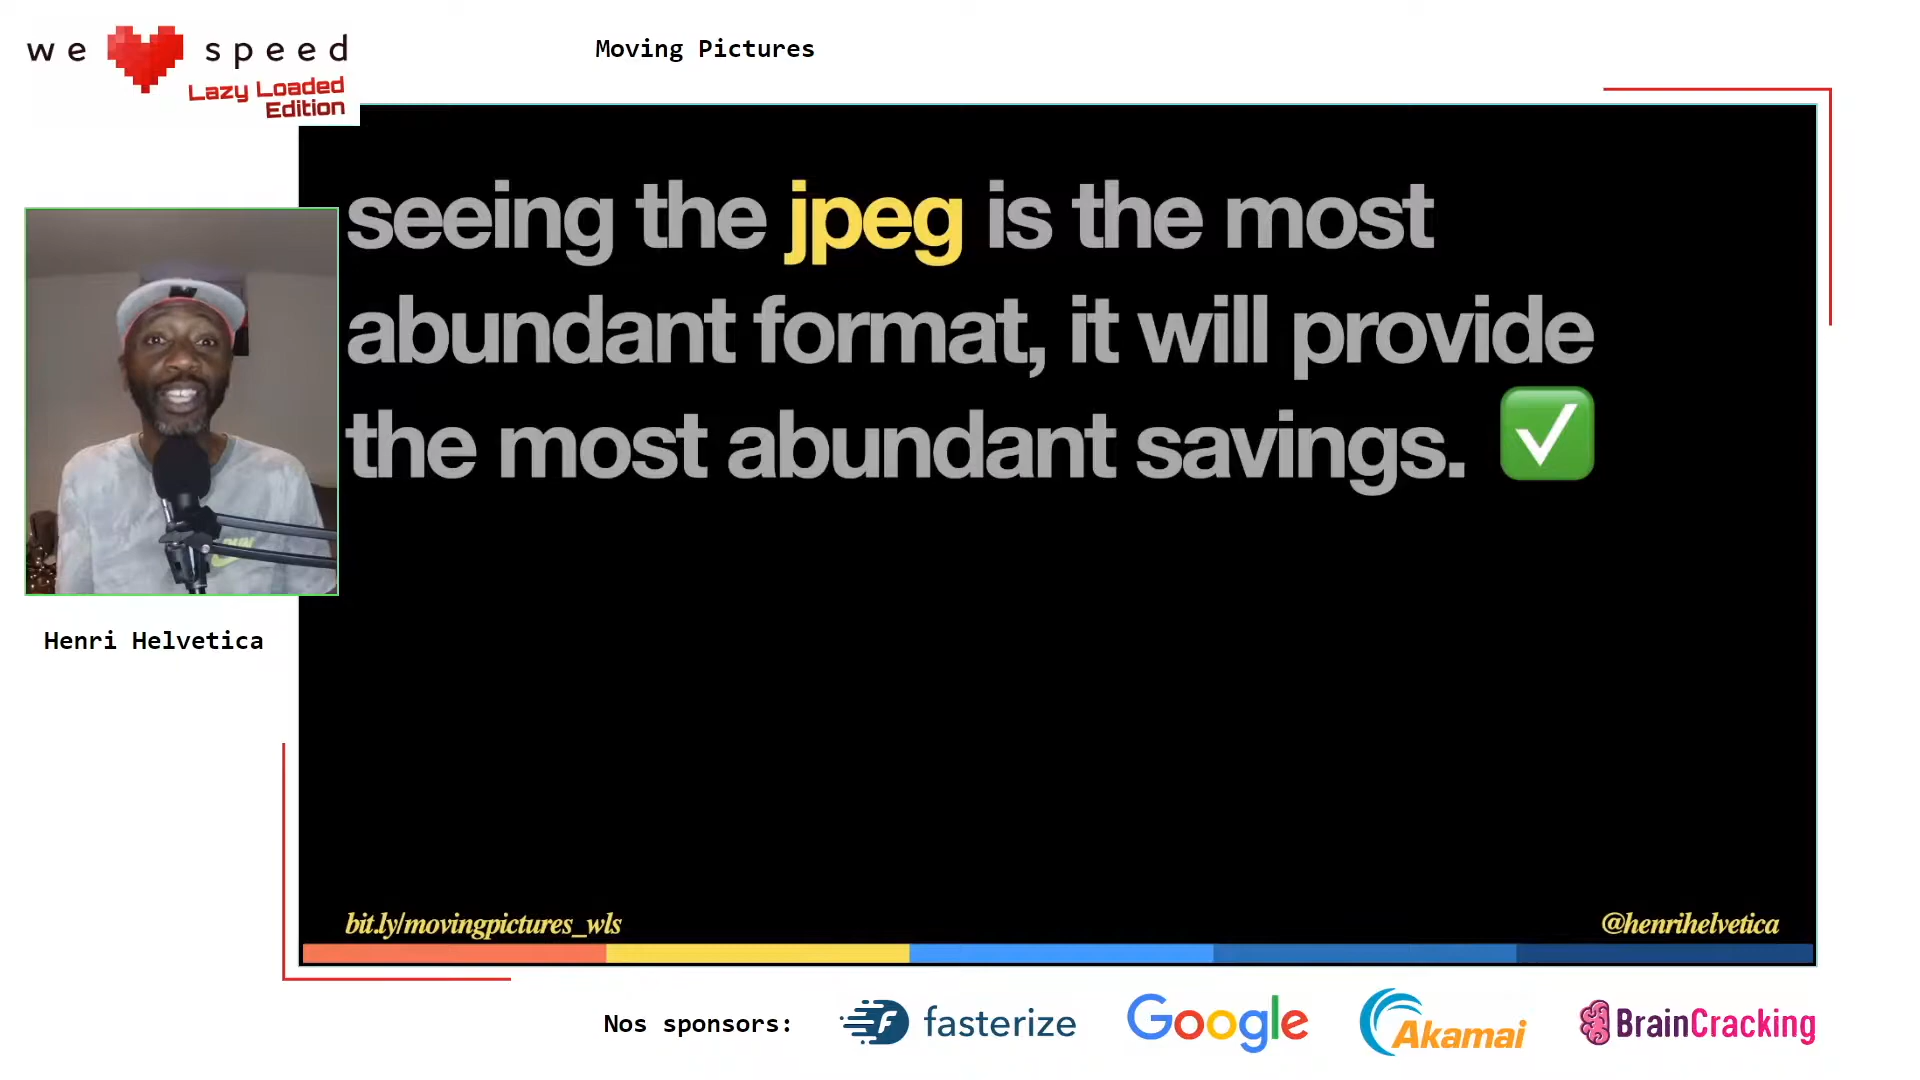 we speed
Lazy Loaded
Edition
Moving Pictures
seeing the jpeg is the most
abundant format, it will provide
the most abundant savings. ✅
Henri Helvetica
bit.ly/movingpictures_wls
@henrihelvetica
Nos sponsors:
fasterize
Google
Akamai
BrainCracking